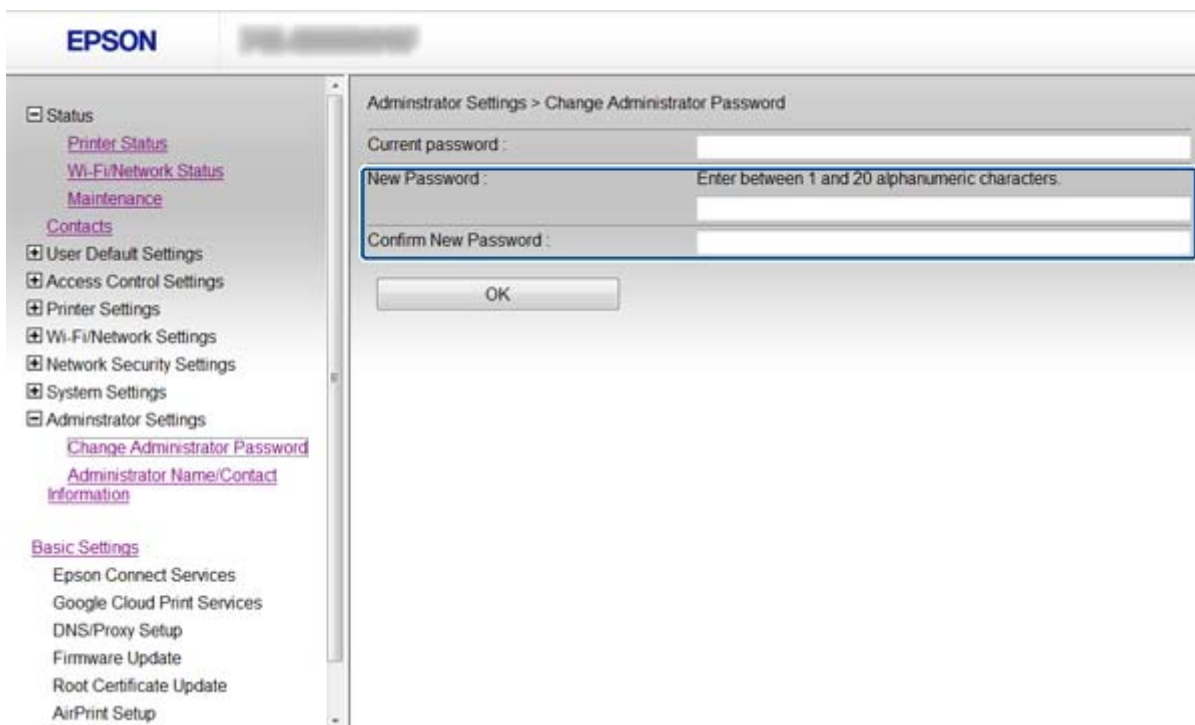 EPSON
Status
Printer Status
Wi-Fi/Network Status
Maintenance
Contacts
User Default Settings
Access Control Settings
Printer Settings
Wi-Fi/Network Settings
Network Security Settings
System Settings
Adminstrator Settings
Change Administrator Password
Administrator Name/Contact
Information
Basic Settings
Epson Connect Services
Google Cloud Print Services
DNS/Proxy Setup
Firmware Update
Root Certificate Update
AirPrint Setup
Adminstrator Settings > Change Administrator Password
Current password :
New Password : Enter between 1 and 20 alphanumeric characters.
Confirm New Password :
OK